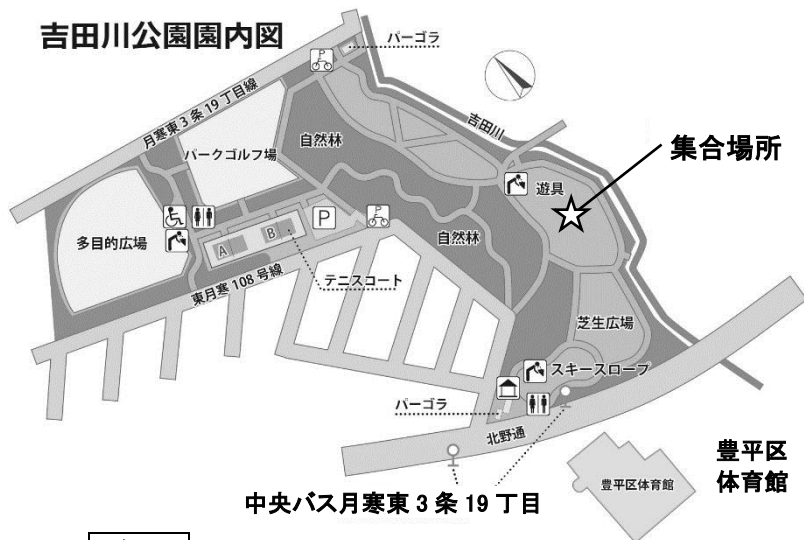 吉田川公園園内図
パーゴラ
P
月寒東3条19丁目線
吉田川
パークゴルフ場
自然林
集合場所
遊具
多目的広場
A
B
P
P
自然林
テニスコート
東月寒108号線
芝生広場
スキースロープ
パーゴラ
北野通
豊平区
体育館
豊平区体育館
中央バス月寒東3条19丁目